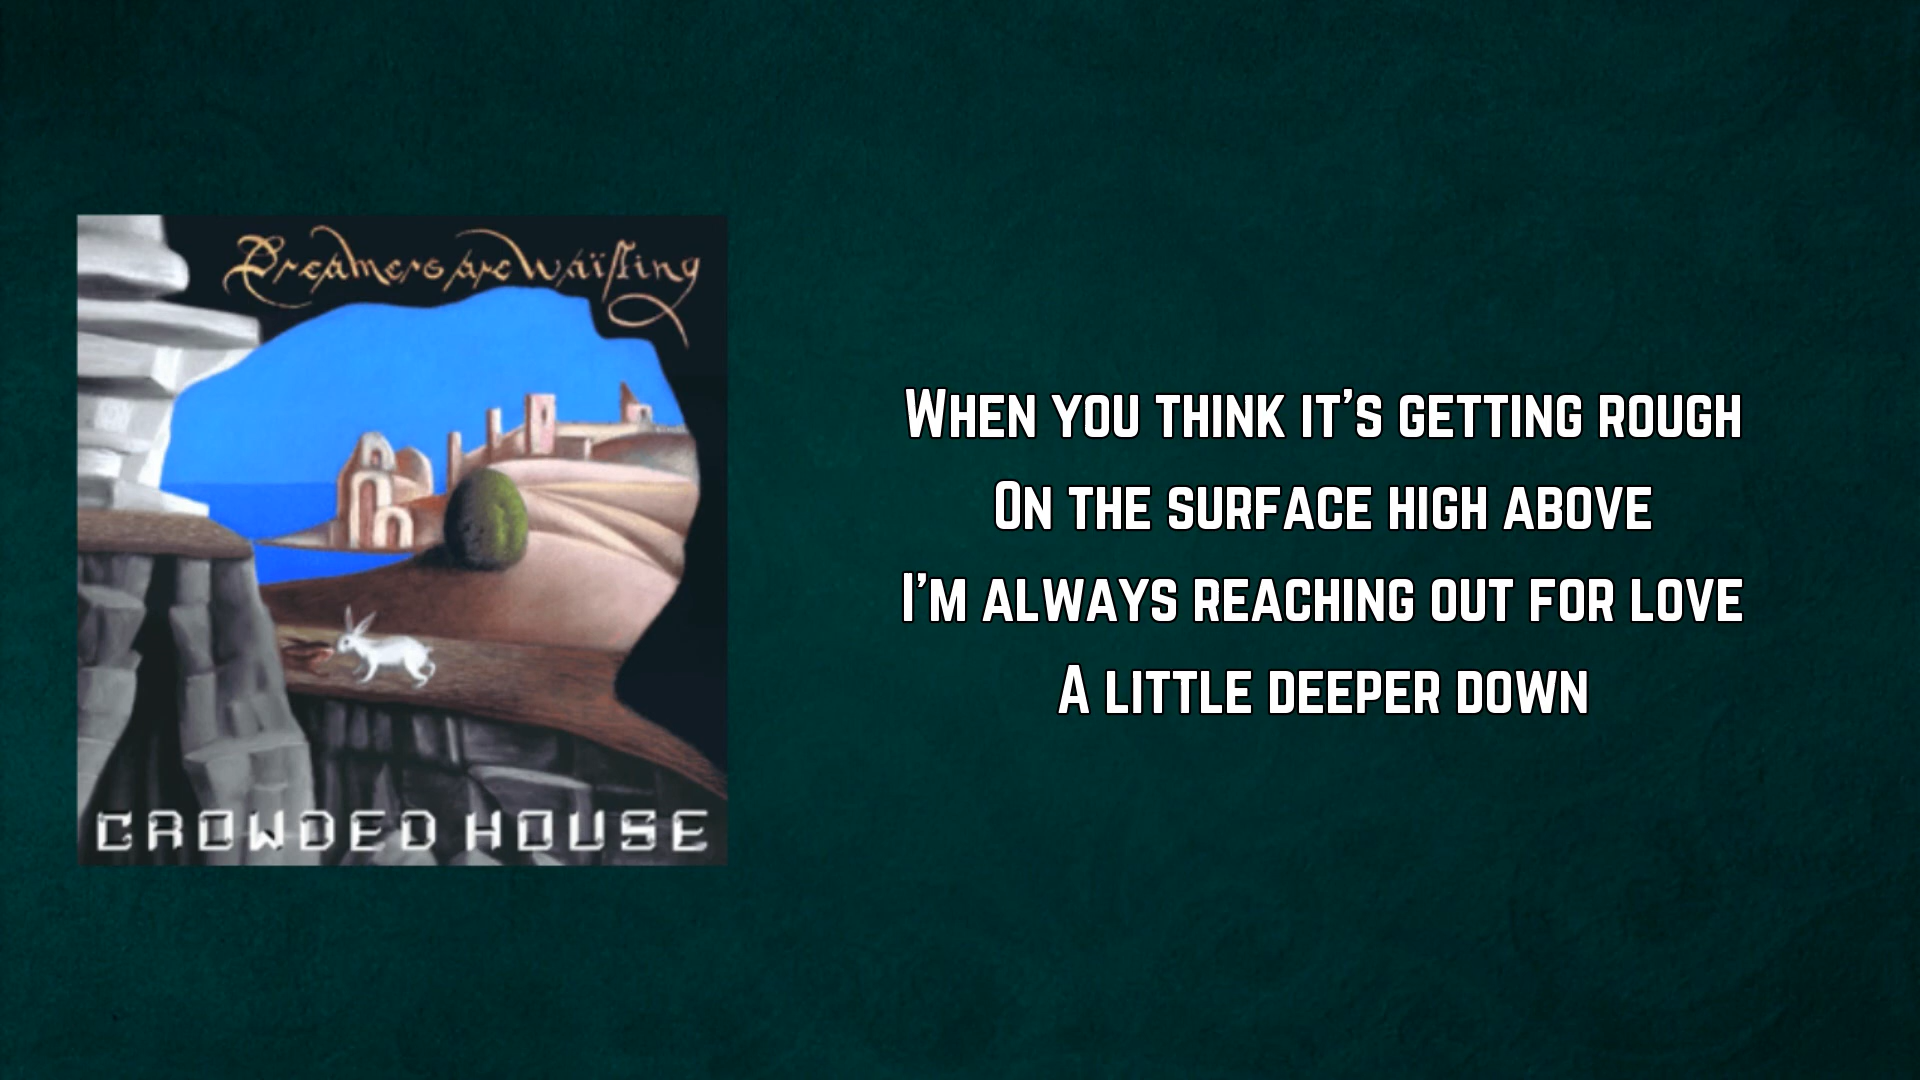 Dreamers are Waiting
CROWDED HOUSE
When you think it's getting rough
On the surface high above
I'm always reaching out for love
A little deeper down